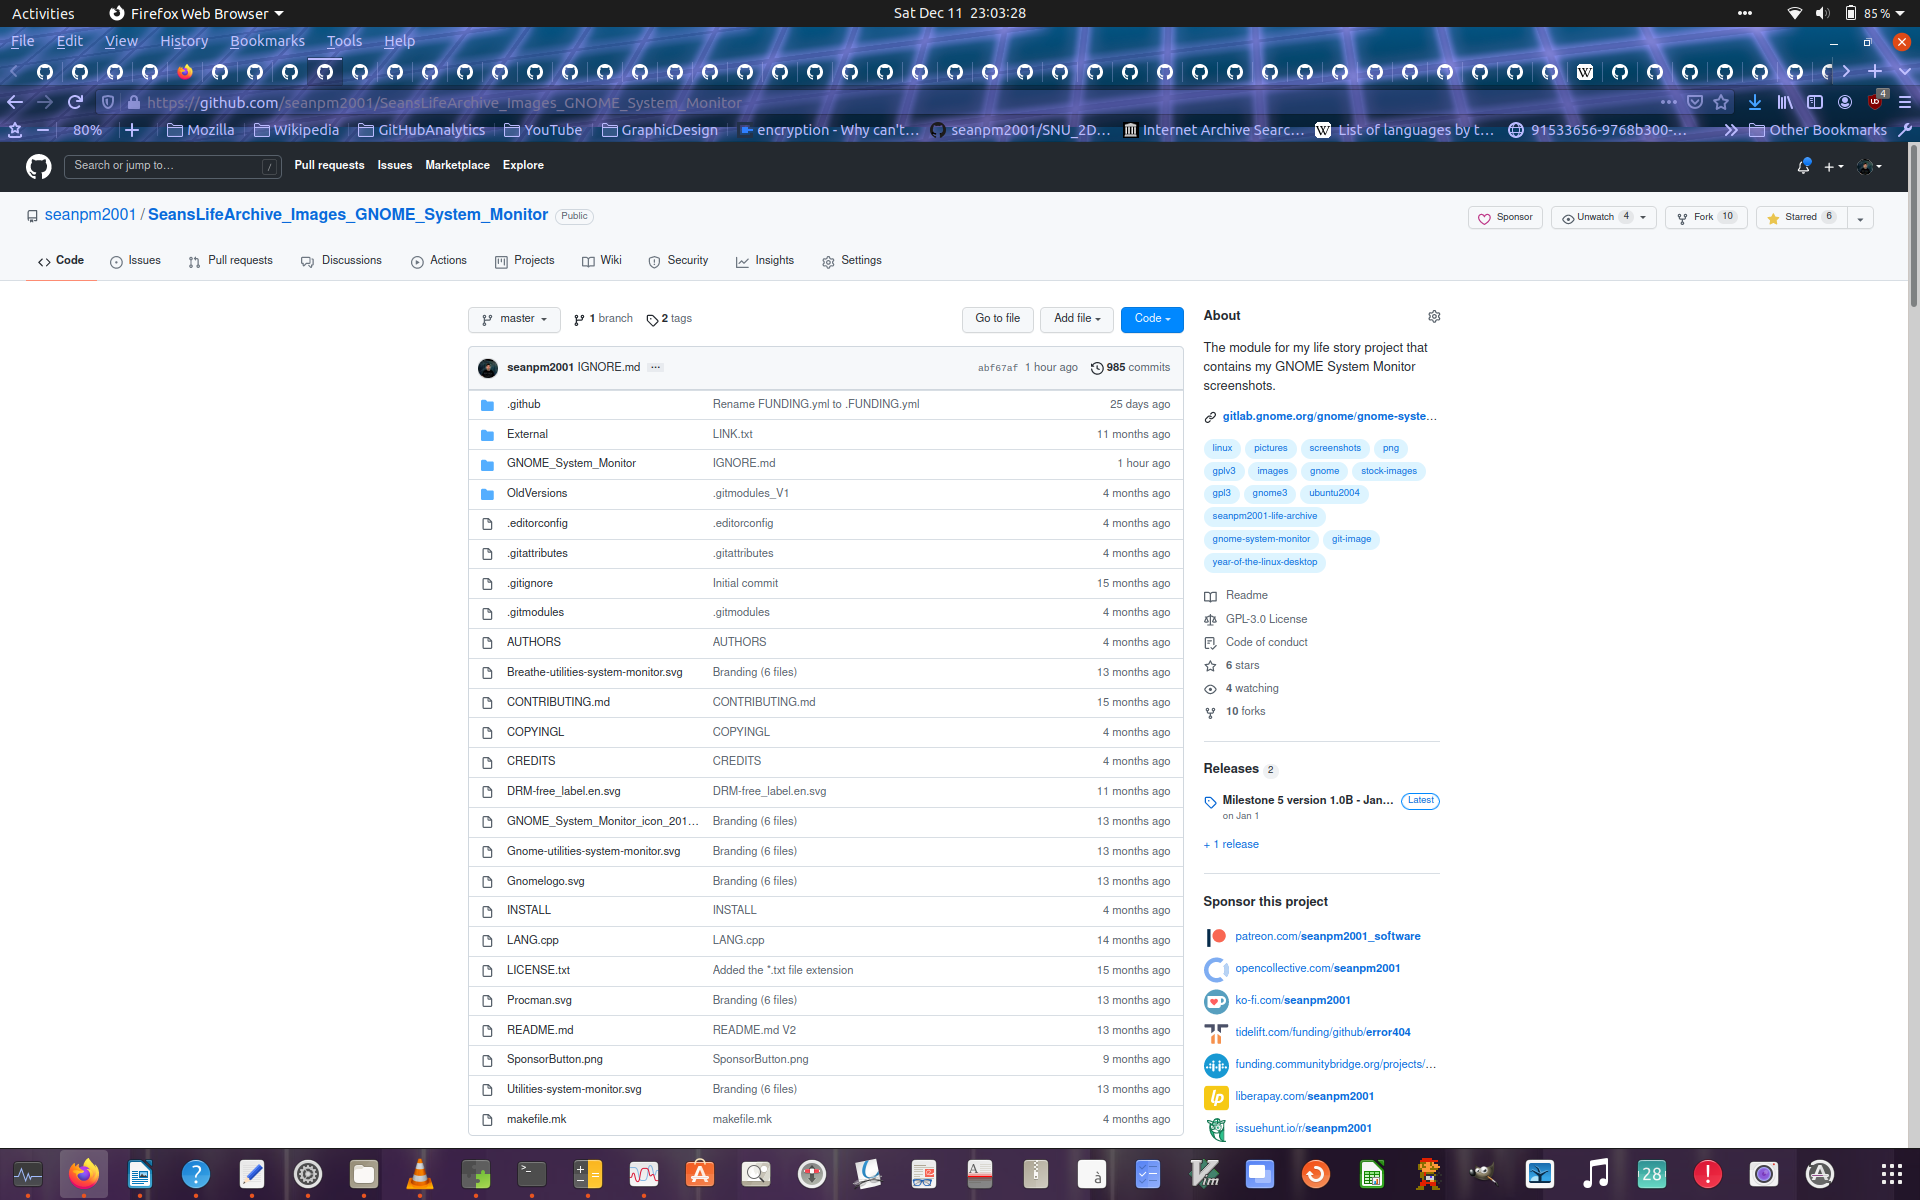 Activities Firefox Web Browser Sat Dec 11 23:03:28 85 %
File Edit View History Bookmarks Tools Help
https://github.com/seanpm2001/SeansLifeArchive_Images_GNOME_System_Monitor 4
80% Mozilla Wikipedia GitHubAnalytics YouTube GraphicDesign encryption - Why can't… seanpm2001/SNU_2D… Internet Archive Searc… List of languages by t… 91533656-9768b300-… Other Bookmarks
Search or jump to… / Pull requests Issues Marketplace Explore
seanpm2001 / SeansLifeArchive_Images_GNOME_System_Monitor Public Sponsor Unwatch 4 Fork 10 Starred 6
Code Issues Pull requests Discussions Actions Projects Wiki Security Insights Settings
master 1 branch 2 tags Go to file Add file Code
seanpm2001 IGNORE.md … abf67af 1 hour ago 985 commits
.github Rename FUNDING.yml to .FUNDING.yml 25 days ago
External LINK.txt 11 months ago
GNOME_System_Monitor IGNORE.md 1 hour ago
OldVersions .gitmodules_V1 4 months ago
.editorconfig .editorconfig 4 months ago
.gitattributes .gitattributes 4 months ago
.gitignore Initial commit 15 months ago
.gitmodules .gitmodules 4 months ago
AUTHORS AUTHORS 4 months ago
Breathe-utilities-system-monitor.svg Branding (6 files) 13 months ago
CONTRIBUTING.md CONTRIBUTING.md 15 months ago
COPYINGL COPYINGL 4 months ago
CREDITS CREDITS 4 months ago
DRM-free_label.en.svg DRM-free_label.en.svg 11 months ago
GNOME_System_Monitor_icon_201… Branding (6 files) 13 months ago
Gnome-utilities-system-monitor.svg Branding (6 files) 13 months ago
Gnomelogo.svg Branding (6 files) 13 months ago
INSTALL INSTALL 4 months ago
LANG.cpp LANG.cpp 14 months ago
LICENSE.txt Added the *.txt file extension 15 months ago
Procman.svg Branding (6 files) 13 months ago
README.md README.md V2 13 months ago
SponsorButton.png SponsorButton.png 9 months ago
Utilities-system-monitor.svg Branding (6 files) 13 months ago
makefile.mk makefile.mk 4 months ago
About
The module for my life story project that
contains my GNOME System Monitor
screenshots.
gitlab.gnome.org/gnome/gnome-syste…
linux pictures screenshots png
gplv3 images gnome stock-images
gpl3 gnome3 ubuntu2004
seanpm2001-life-archive
gnome-system-monitor git-image
year-of-the-linux-desktop
Readme
GPL-3.0 License
Code of conduct
6 stars
4 watching
10 forks
Releases 2
Milestone 5 version 1.0B - Jan… Latest
on Jan 1
+ 1 release
Sponsor this project
patreon.com/seanpm2001_software
opencollective.com/seanpm2001
ko-fi.com/seanpm2001
tidelift.com/funding/github/error404
funding.communitybridge.org/projects/…
liberapay.com/seanpm2001
issuehunt.io/r/seanpm2001
28